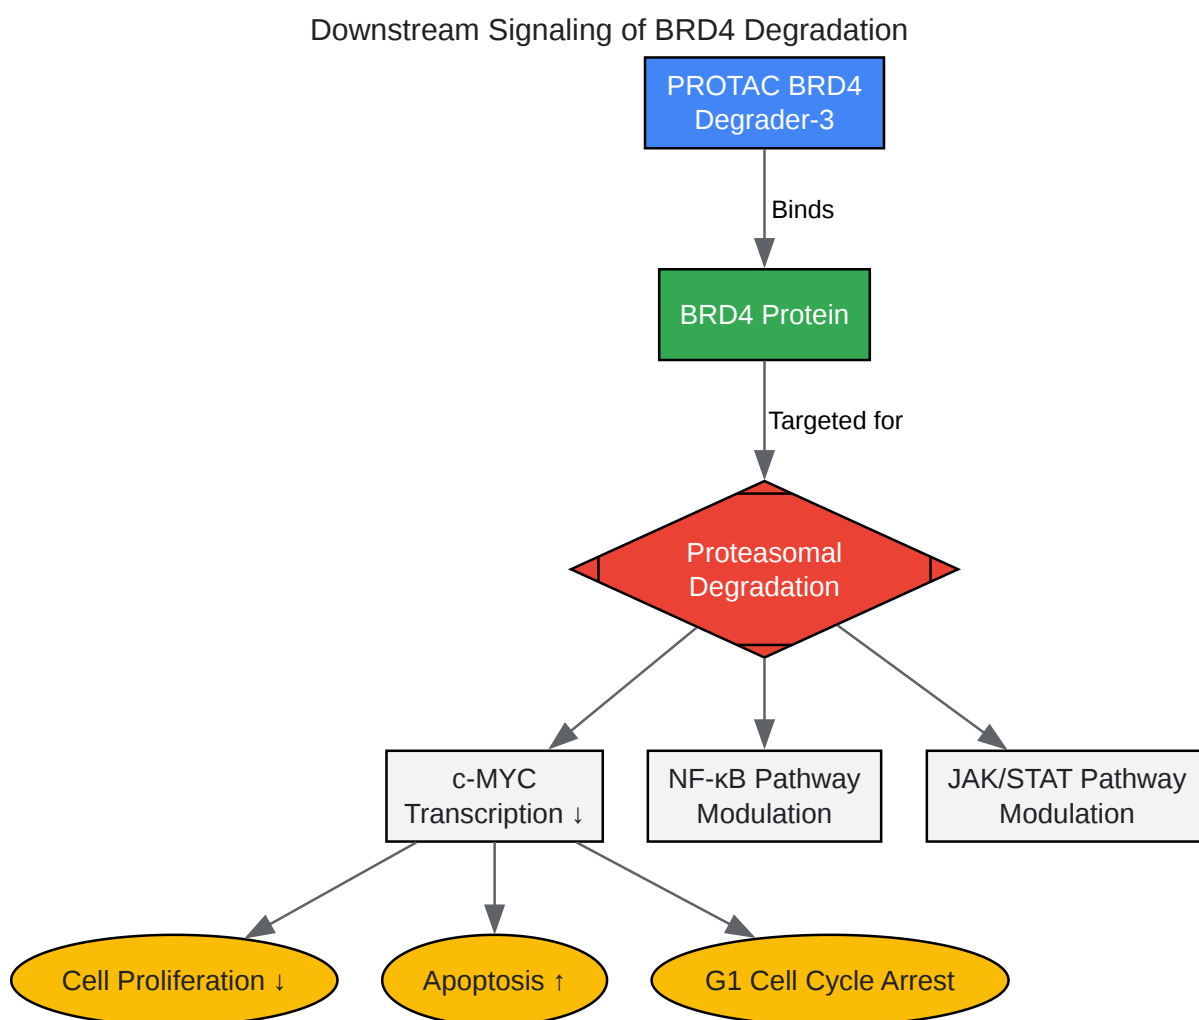 Downstream Signaling of BRD4 Degradation
PROTAC BRD4
Degrader-3
Binds
BRD4 Protein
Targeted for
Proteasomal
Degradation
c-MYC
Transcription ↓
NF-κB Pathway
Modulation
JAK/STAT Pathway
Modulation
Cell Proliferation ↓
Apoptosis ↑
G1 Cell Cycle Arrest